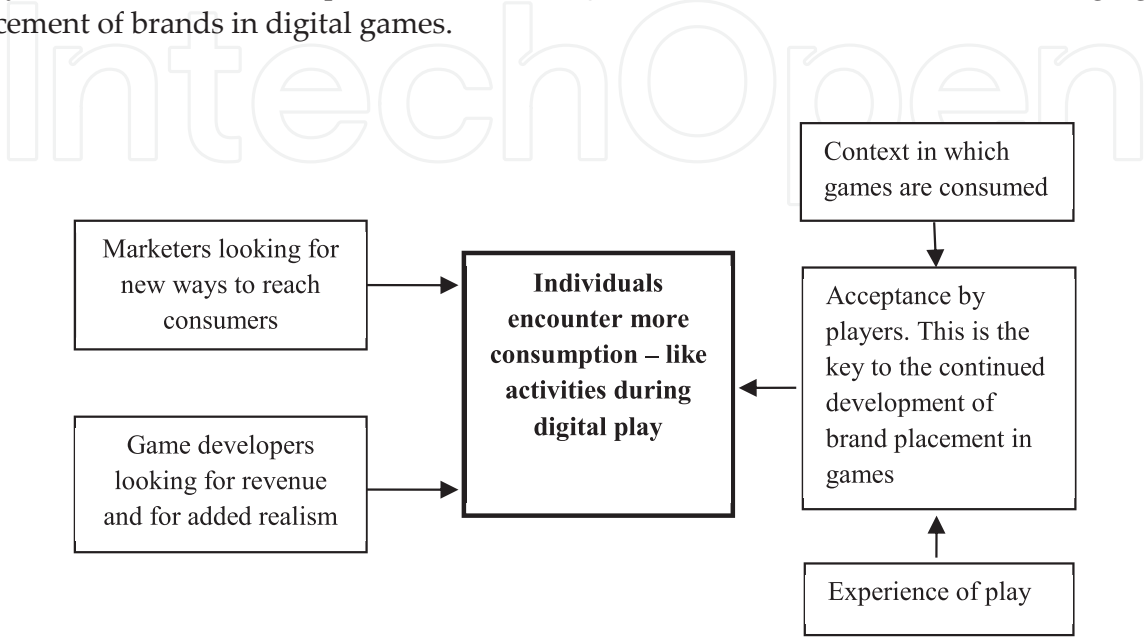 cement of brands in digital games.
IntechOpen
Context in which
games are consumed
Marketers looking for
new ways to reach
consumers
Individuals
encounter more
consumption – like
activities during
digital play
Acceptance by
players. This is the
key to the continued
development of
brand placement in
games
Game developers
looking for revenue
and for added realism
Experience of play